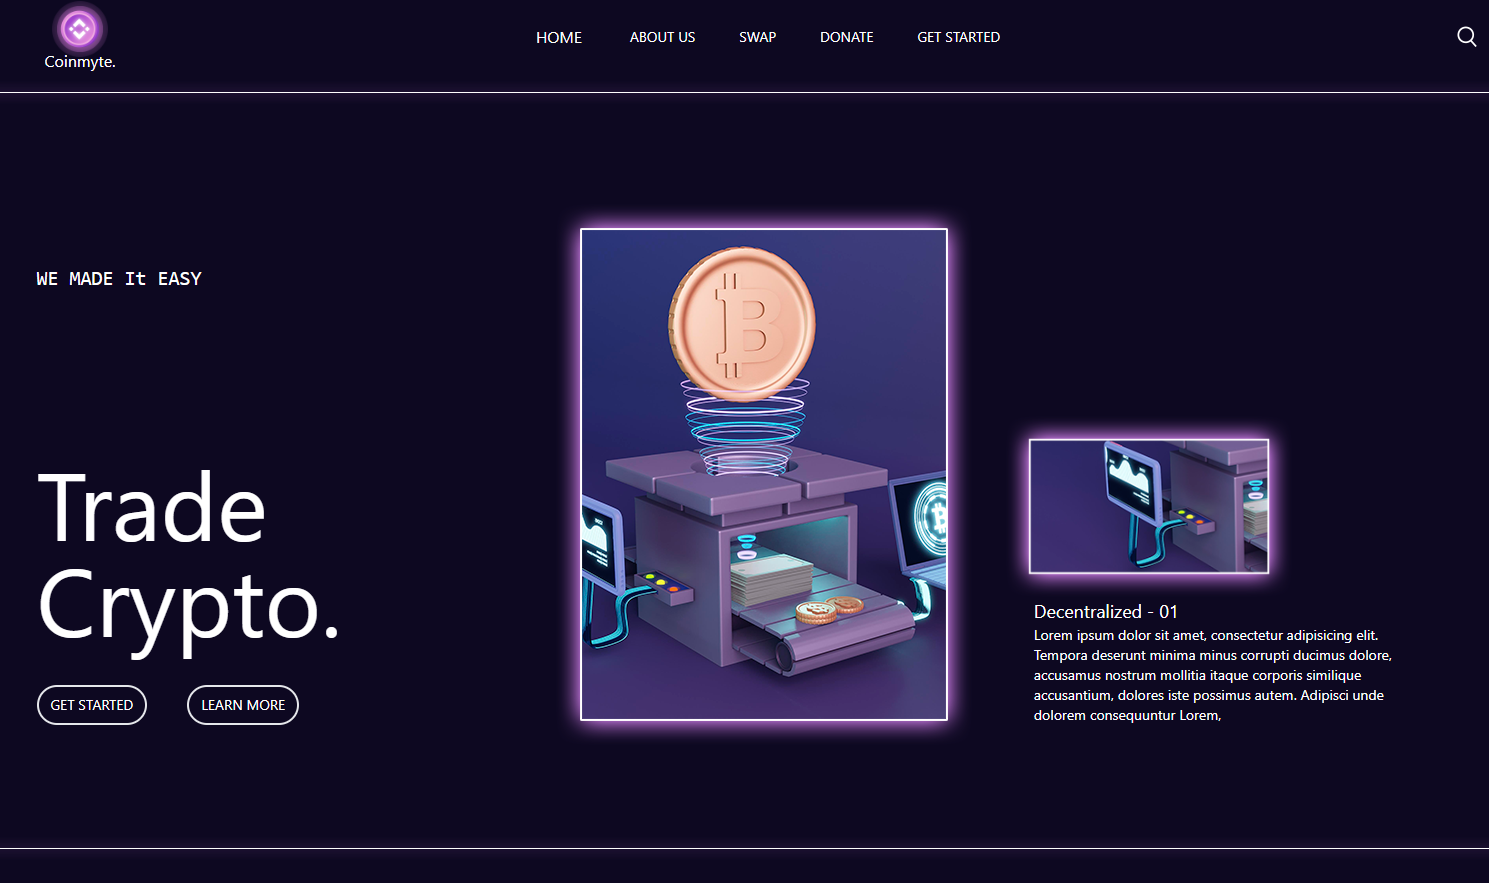 Coinmyte.
HOME ABOUT US SWAP DONATE GET STARTED
WE MADE It EASY
Trade
Crypto.
GET STARTED LEARN MORE
Decentralized - 01
Lorem ipsum dolor sit amet, consectetur adipisicing elit.
Tempora deserunt minima minus corrupti ducimus dolore,
accusamus nostrum mollitia itaque corporis similique
accusantium, dolores iste possimus autem. Adipisci unde
dolorem consequuntur Lorem,